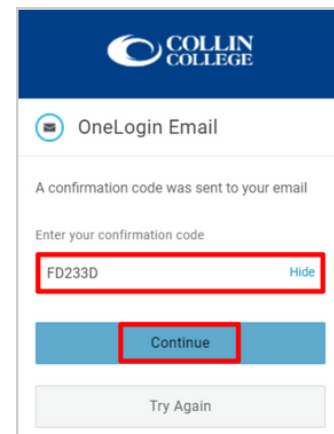 COLLIN
COLLEGE
OneLogin Email
A confirmation code was sent to your email
Enter your confirmation code
FD233D Hide
Continue
Try Again